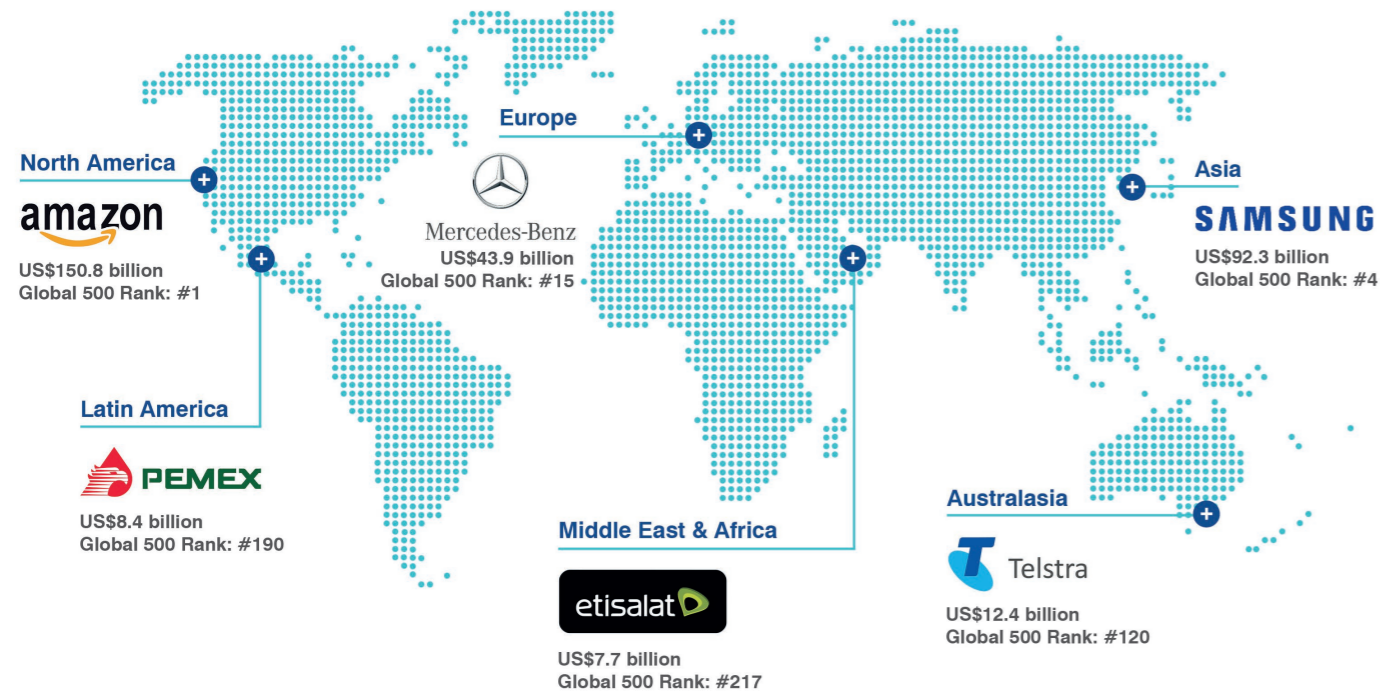 Europe
Mercedes-Benz
US$43.9 billion
Global 500 Rank: #15
North America
amazon
US$150.8 billion
Global 500 Rank: #1
Asia
SAMSUNG
US$92.3 billion
Global 500 Rank: #4
Latin America
PEMEX
US$8.4 billion
Global 500 Rank: #190
Middle East & Africa
etisalat
US$7.7 billion
Global 500 Rank: #217
Australasia
T
Telstra
US$12.4 billion
Global 500 Rank: #120